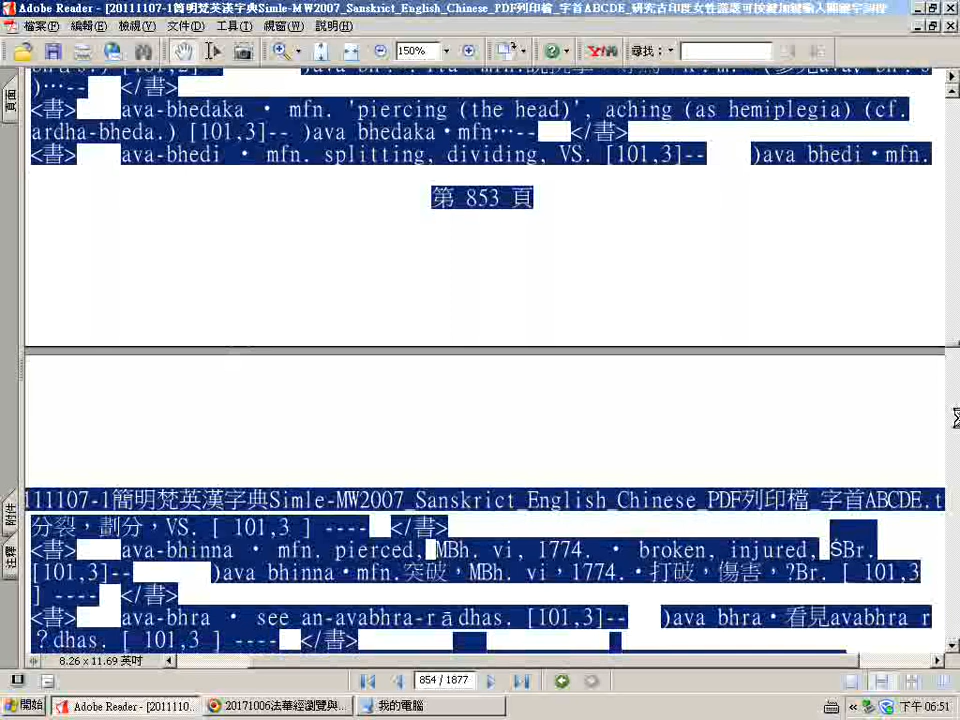 Adobe Reader - [20111107-1簡明梵英漢字典Simle-MW2007_Sanskrict_English_Chinese_PDF列印檔_字首ABCDE_研究古印度女性議題可按鍵加鍵輸入關鍵字詞搜
檔案(F) 編輯(E) 檢視(V) 文件(D) 工具(T) 視窗(W) 說明(H)
150% 尋找：
頁面
)…-- </書>
<書> ava-bhedaka • mfn. 'piercing (the head)', aching (as hemiplegia) (cf.
ardha-bheda.) [101,3]-- )ava bhedaka•mfn…-- </書>
<書> ava-bhedi • mfn. splitting, dividing, VS. [101,3]-- )ava bhedi•mfn.
第 853 頁
111107-1簡明梵英漢字典Simle-MW2007_Sanskrict_English_Chinese_PDF列印檔_字首ABCDE.t
分裂，劃分，VS. [ 101,3 ] ---- </書>
<書> ava-bhinna • mfn. pierced, MBh. vi, 1774. • broken, injured, ŚBr.
[101,3]-- )ava bhinna•mfn.突破，MBh. vi，1774.•打破，傷害，?Br. [ 101,3
] ---- </書>
<書> ava-bhra • see an-avabhra-rādhas. [101,3]-- )ava bhra•看見avabhra r
?dhas. [ 101,3 ] ---- </書>
附件
注釋
8.26 x 11.69 英吋
854 / 1877
開始 Adobe Reader - [2011110... 20171006法華經瀏覽與... 我的電腦 下午 06:51